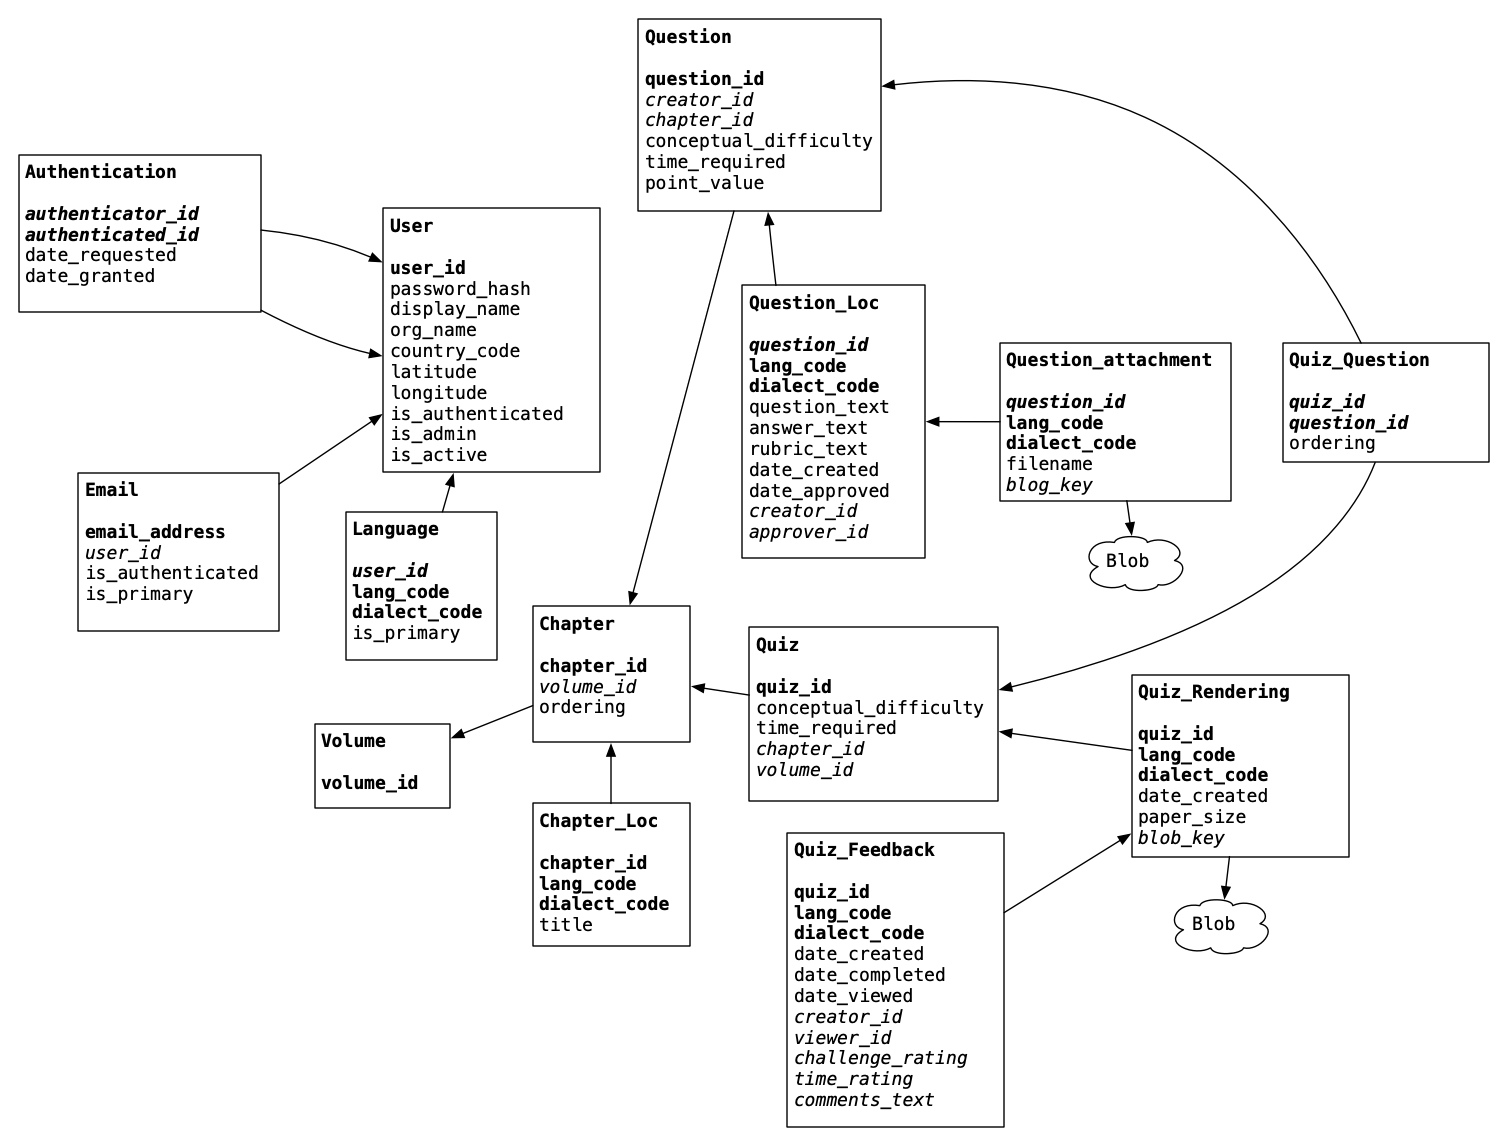 Question
question_id
creator_id
chapter_id
conceptual_difficulty
time_required
point_value
Authentication
authenticator_id
authenticated_id
date_requested
date_granted
User
user_id
password_hash
display_name
org_name
country_code
latitude
longitude
is_authenticated
is_admin
is_active
Question_Loc
question_id
lang_code
dialect_code
question_text
answer_text
rubric_text
date_created
date_approved
creator_id
approver_id
Question_attachment
question_id
lang_code
dialect_code
filename
blog_key
Blob
Quiz_Question
quiz_id
question_id
ordering
Email
email_address
user_id
is_authenticated
is_primary
Language
user_id
lang_code
dialect_code
is_primary
Chapter
chapter_id
volume_id
ordering
Quiz
quiz_id
conceptual_difficulty
time_required
chapter_id
volume_id
Quiz_Rendering
quiz_id
lang_code
dialect_code
date_created
paper_size
blob_key
Blob
Volume
volume_id
Chapter_Loc
chapter_id
lang_code
dialect_code
title
Quiz_Feedback
quiz_id
lang_code
dialect_code
date_created
date_completed
date_viewed
creator_id
viewer_id
challenge_rating
time_rating
comments_text